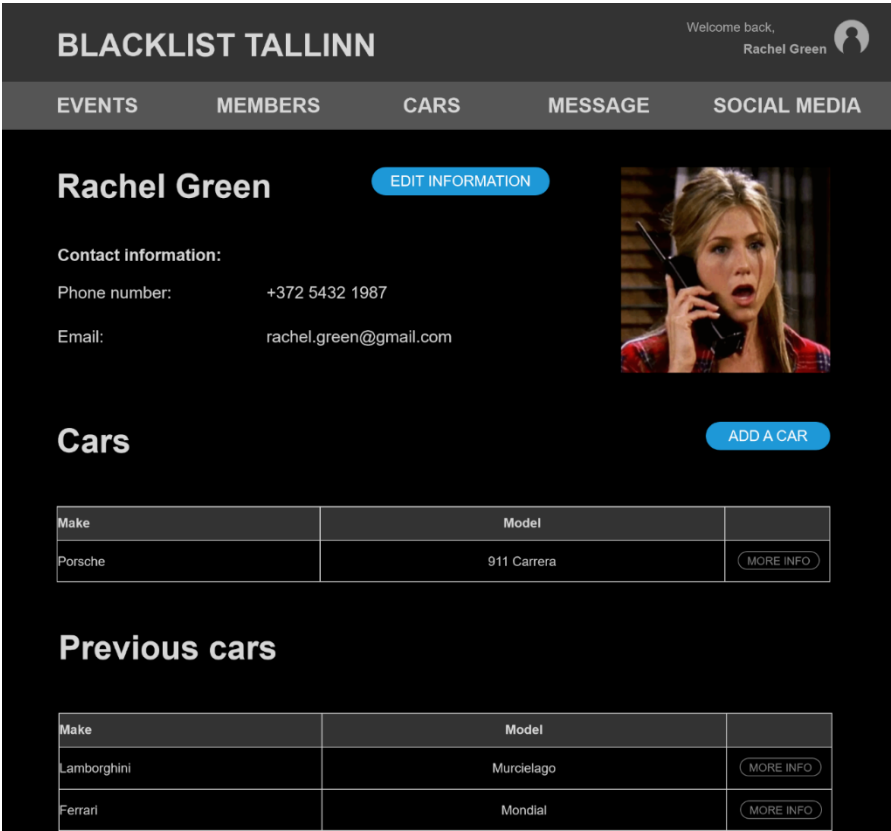 BLACKLIST TALLINN
Welcome back,
Rachel Green
EVENTS MEMBERS CARS MESSAGE SOCIAL MEDIA
Rachel Green
EDIT INFORMATION
Contact information:
Phone number: +372 5432 1987
Email: rachel.green@gmail.com
Cars
ADD A CAR
Make Model
Porsche 911 Carrera MORE INFO
Previous cars
Make Model
Lamborghini Murcielago MORE INFO
Ferrari Mondial MORE INFO